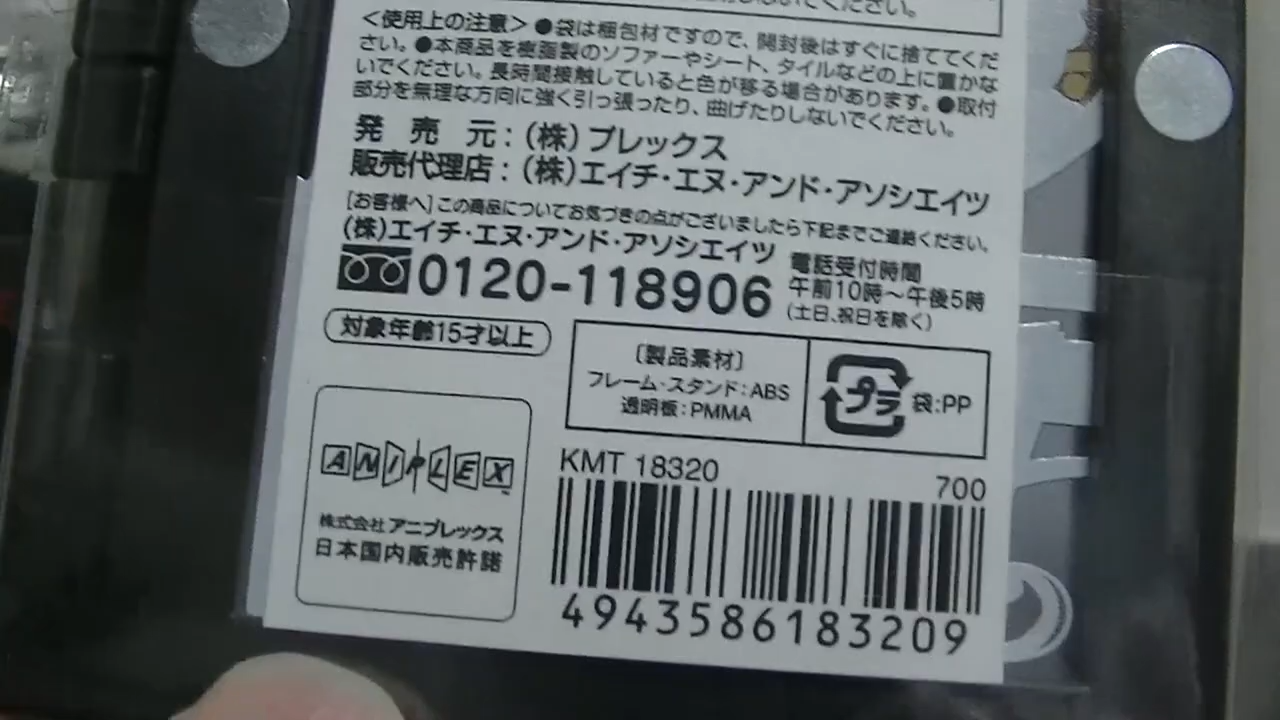 ください。
<使用上の注意> ●袋は梱包材ですので、開封後はすぐに捨ててくだ
さい。●本商品を樹脂製のソファーやシート、タイルなどの上に置かな
いでください。長時間接触していると色が移る場合があります。●取付
部分を無理な方向に強く引っ張ったり、曲げたりしないでください。
発売元:(株)プレックス
販売代理店:(株)エイチ・エヌ・アンド・アソシエイツ
[お客様へ]この商品についてお気づきの点がございましたら下記までご連絡ください。
(株)エイチ・エヌ・アンド・アソシエイツ
0120-118906
電話受付時間
午前10時~午後5時
(土日、祝日を除く)
対象年齢15才以上
〔製品素材〕
フレーム・スタンド:ABS
透明板:PMMA
プラ
袋:PP
ANIPLEX
株式会社アニプレックス
日本国内販売許諾
KMT 18320
700
4943586183209